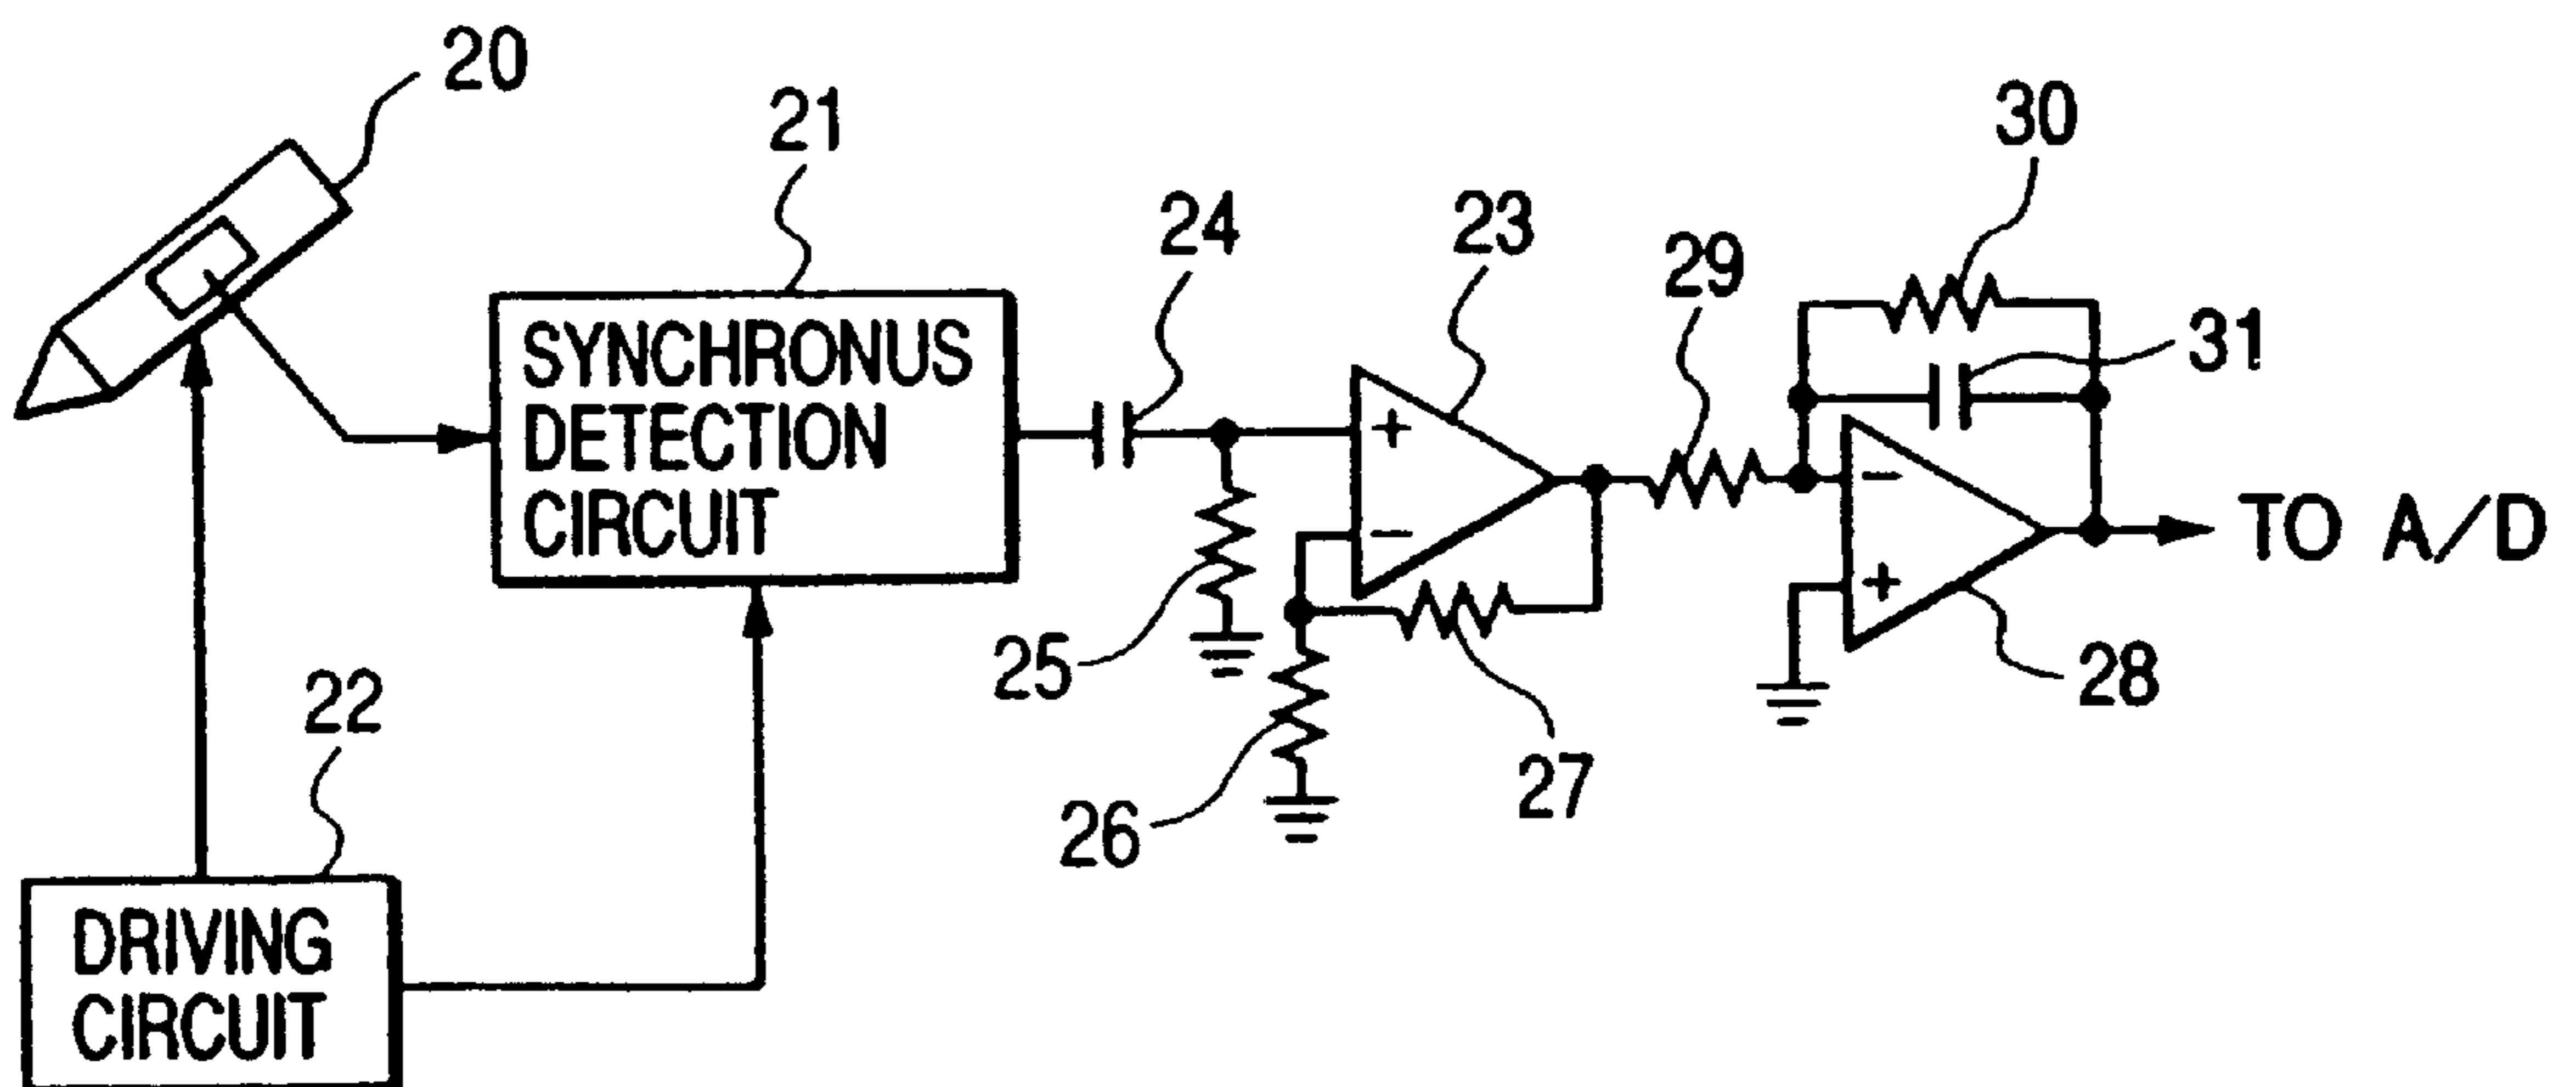 20
21
30
24
23
29
31
SYNCHRONUS
DETECTION
CIRCUIT
+
−
−
+
TO A/D
25
22
28
26
27
DRIVING
CIRCUIT